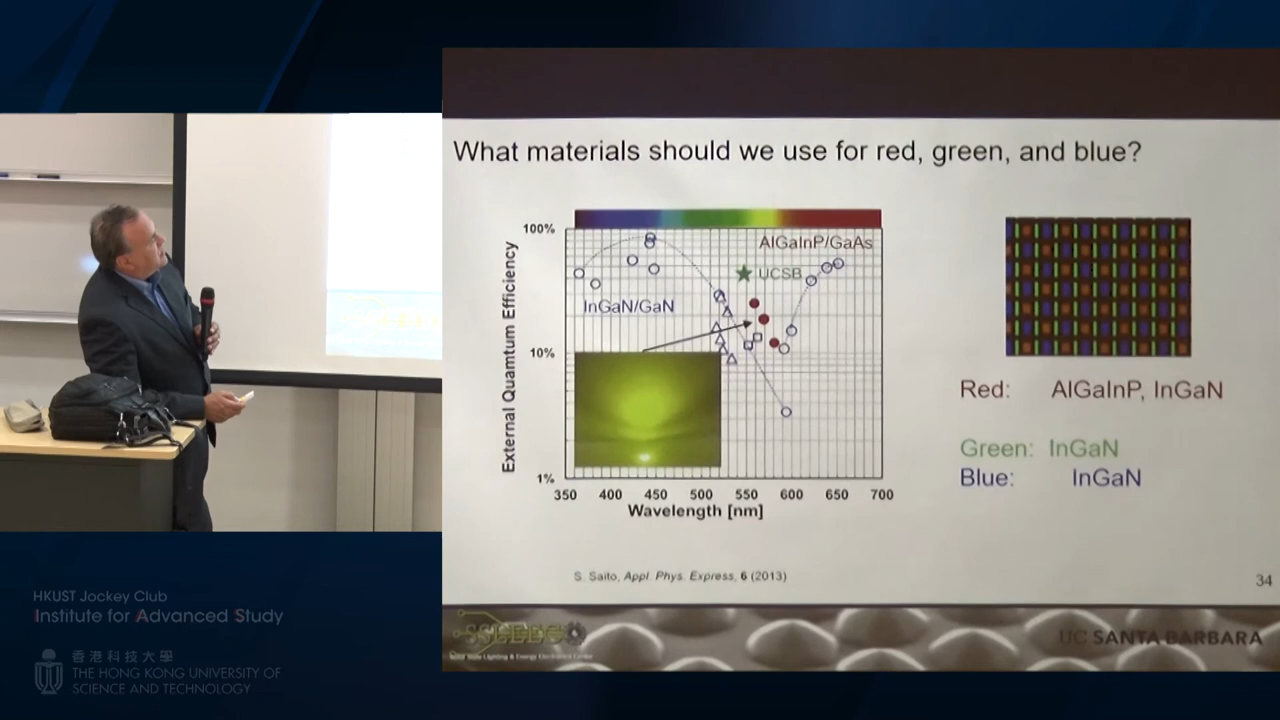 What materials should we use for red, green, and blue?
100%
10%
1%
External Quamtum Efficiency
AlGaInP/GaAs
UCSB
InGaN/GaN
350 400 450 500 550 600 650 700
Wavelength [nm]
Red: AlGaInP, InGaN
Green: InGaN
Blue: InGaN
S. Saito, Appl. Phys. Express, 6 (2013)
34
UC SANTA BARBARA
HKUST Jockey Club
Institute for Advanced Study
香港科技大學
THE HONG KONG UNIVERSITY OF
SCIENCE AND TECHNOLOGY